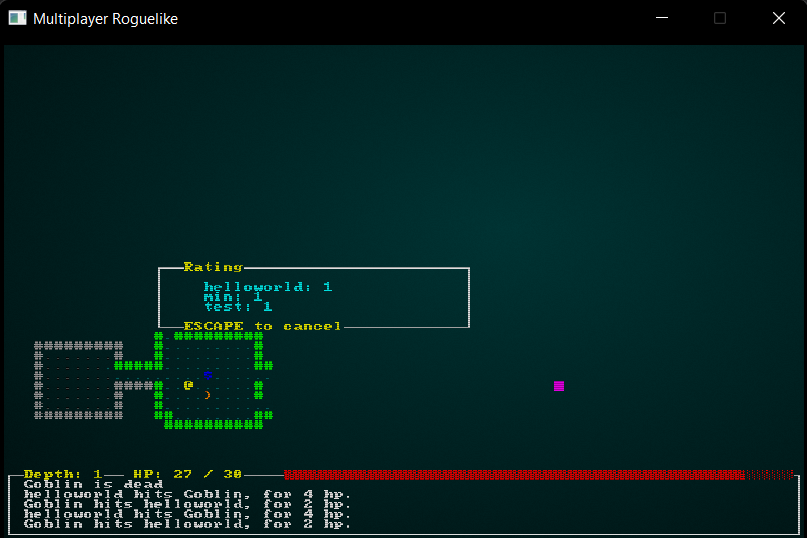 Multiplayer Roguelike
Rating
helloworld: 1
min: 1
test: 1
ESCAPE to cancel
Depth: 1 HP: 27 / 30
Goblin is dead
helloworld hits Goblin, for 4 hp.
Goblin hits helloworld, for 2 hp.
helloworld hits Goblin, for 4 hp.
Goblin hits helloworld, for 2 hp.